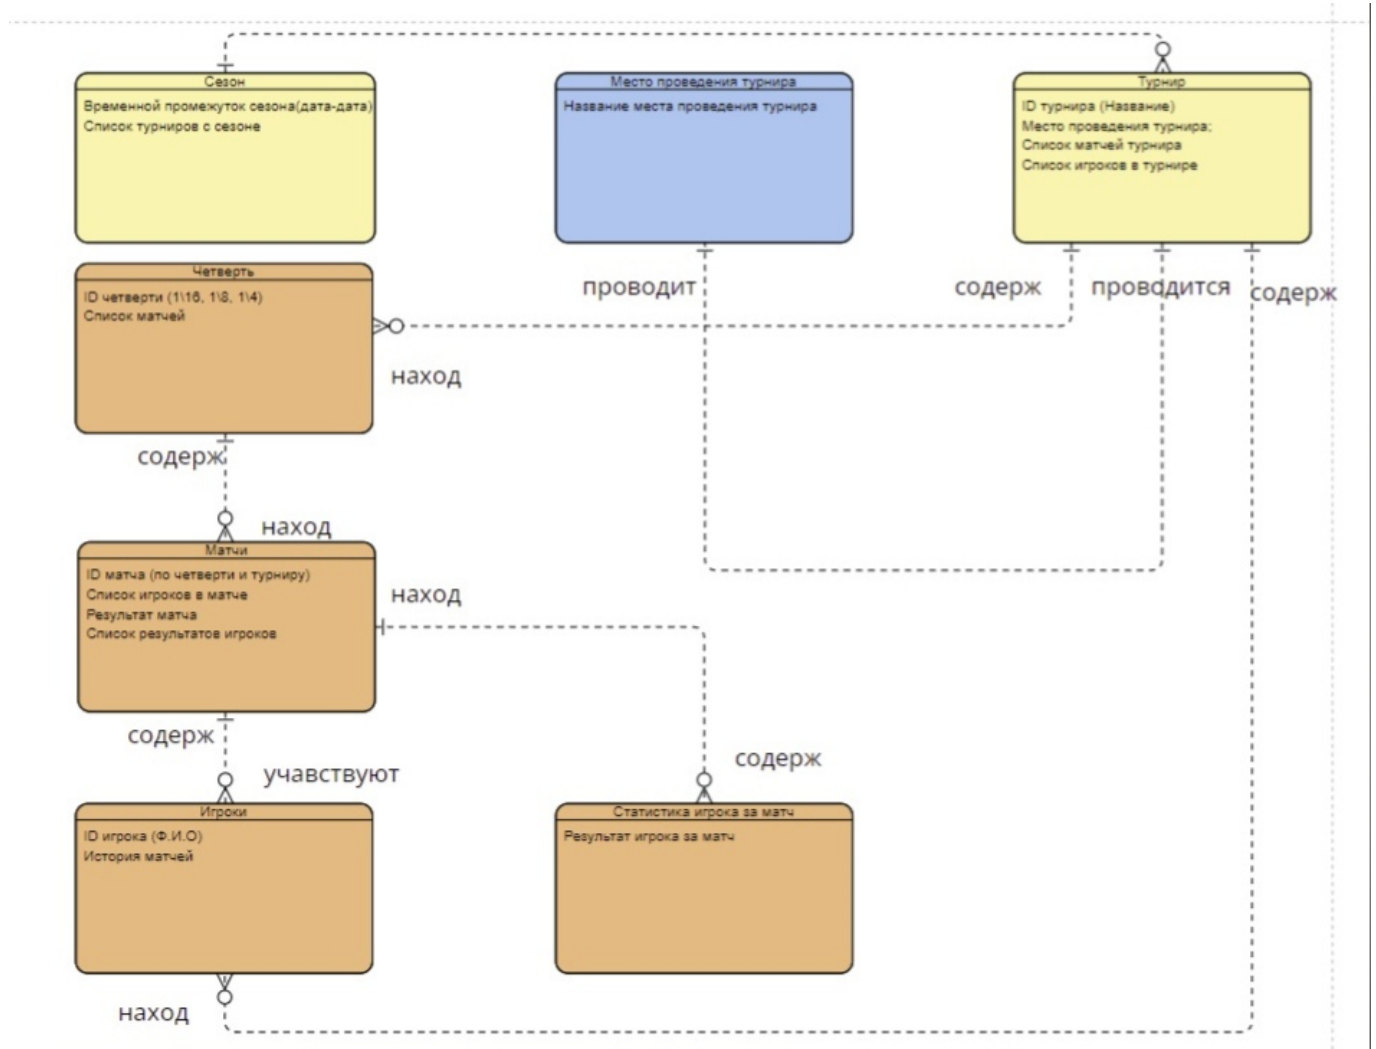 Сезон
Временной промежуток сезона(дата-дата)
Список турниров с сезоне
Место проведения турнира
Название места проведения турнира
Турнир
ID турнира (Название)
Место проведения турнира;
Список матчей турнира
Список игроков в турнире
проводит
содерж
проводится
содерж
Четверть
ID четверти (1\16, 1\8, 1\4)
Список матчей
наход
содерж
наход
Матчи
ID матча (по четверти и турниру)
Список игроков в матче
Результат матча
Список результатов игроков
наход
содерж
учавствуют
содерж
Игроки
ID игрока (Ф.И.О)
История матчей
Статистика игрока за матч
Результат игрока за матч
наход